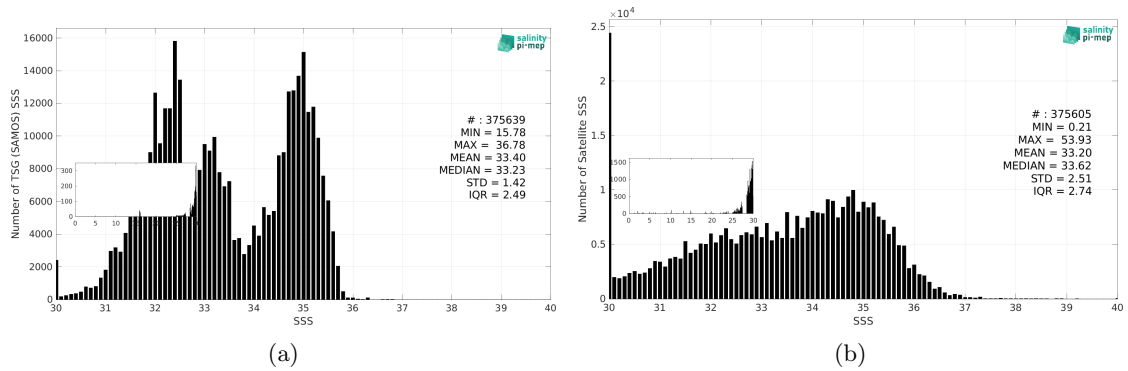 16000
14000
12000
10000
8000
6000
4000
2000
0
Number of TSG (SAMOS) SSS
30 31 32 33 34 35 36 37 38 39 40
SSS
salinity
pi-mep
# : 375639
MIN = 15.78
MAX = 36.78
MEAN = 33.40
MEDIAN = 33.23
STD = 1.42
IQR = 2.49
300
200
100
0
0 5 10
(a)
×10⁴
2.5
2
1.5
1
0.5
0
Number of Satellite SSS
30 31 32 33 34 35 36 37 38 39 40
SSS
salinity
pi-mep
# : 375605
MIN = 0.21
MAX = 53.93
MEAN = 33.20
MEDIAN = 33.62
STD = 2.51
IQR = 2.74
1500
1000
500
0
0 5 10 15 20 25 30
(b)